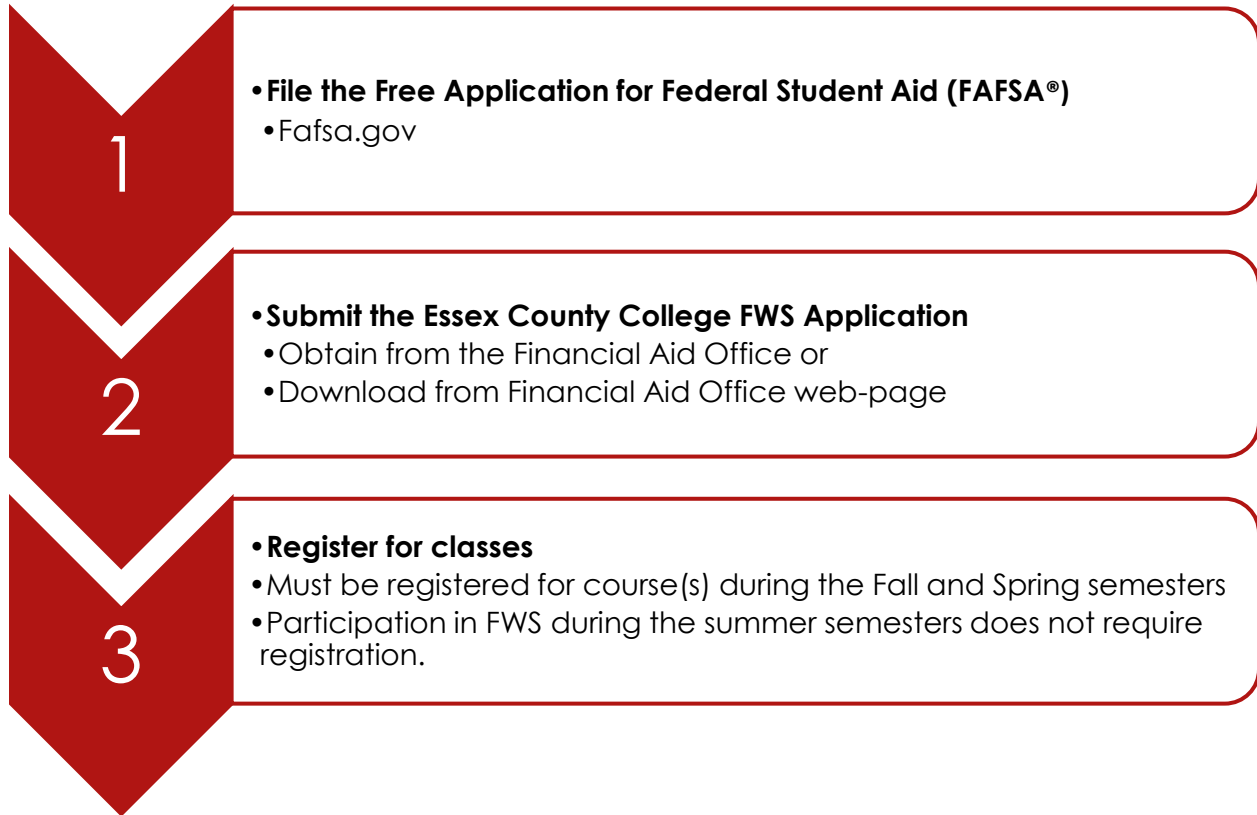 1
•File the Free Application for Federal Student Aid (FAFSA®)
•Fafsa.gov
2
•Submit the Essex County College FWS Application
•Obtain from the Financial Aid Office or
•Download from Financial Aid Office web-page
3
•Register for classes
•Must be registered for course(s) during the Fall and Spring semesters
•Participation in FWS during the summer semesters does not require
registration.